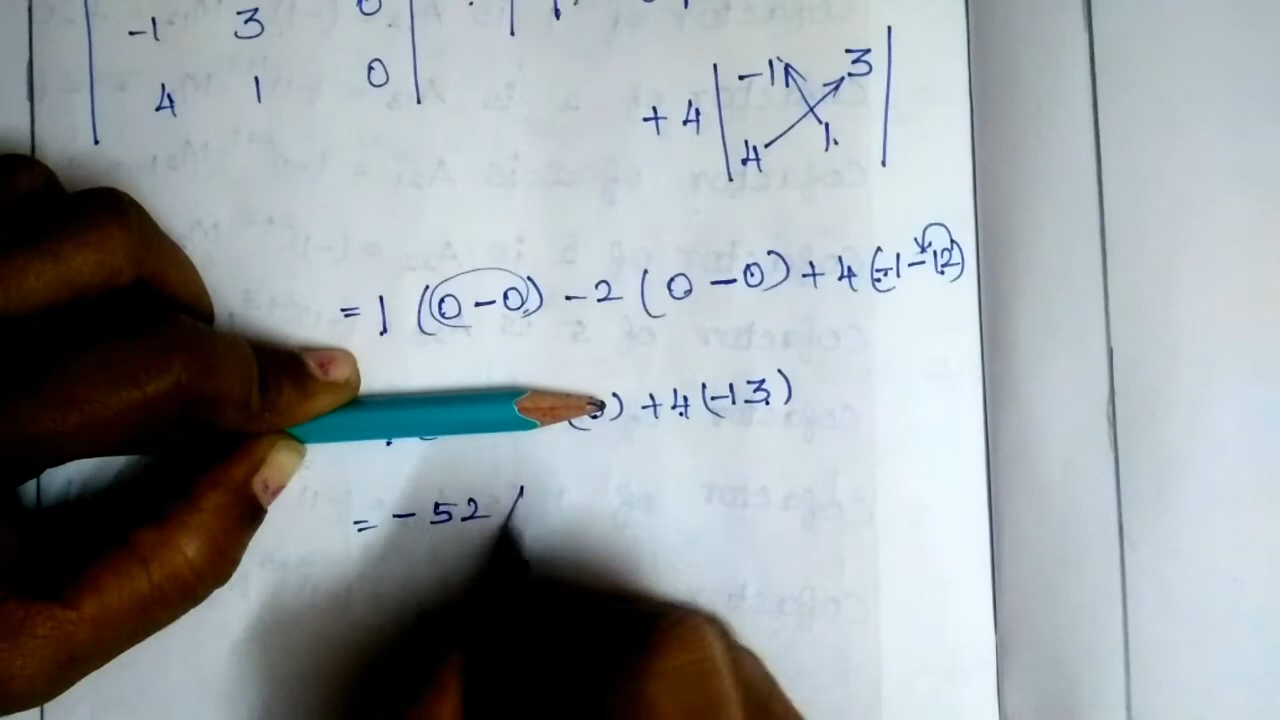 -1 3 0
4 1 0
-1 3
+ 4
4 1
= 1 (0 - 0) - 2 (0 - 0) + 4 (-1 - 12)
(0) + 4 (-13)
= - 52 /